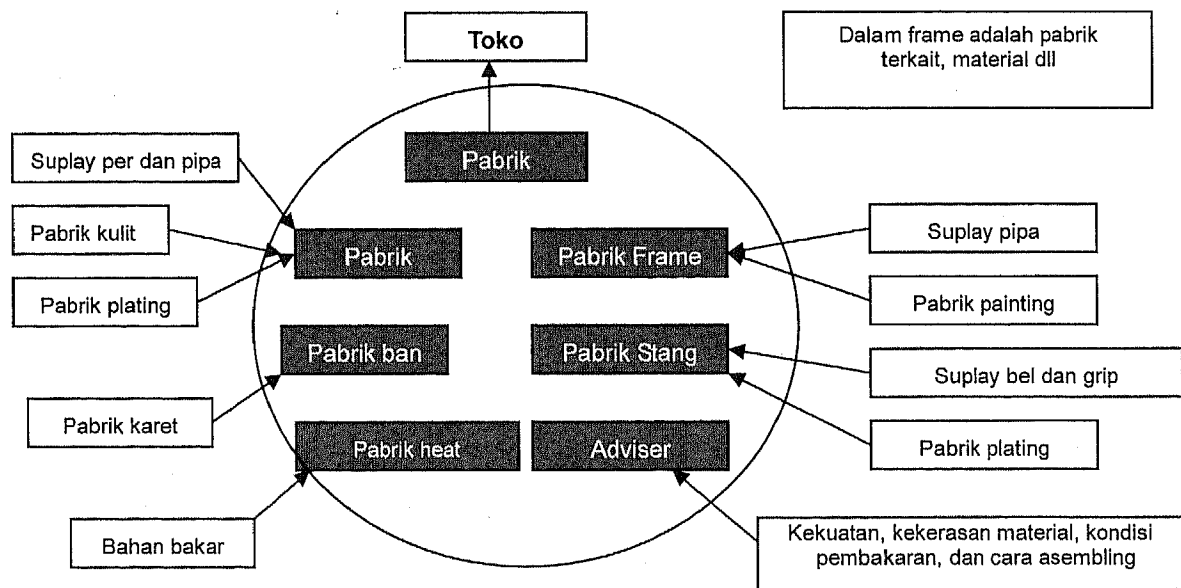 Toko
Dalam frame adalah pabrik
terkait, material dll
Pabrik
Suplay per dan pipa
Pabrik kulit
Pabrik plating
Pabrik
Pabrik Frame
Suplay pipa
Pabrik painting
Pabrik ban
Pabrik Stang
Suplay bel dan grip
Pabrik karet
Pabrik heat
Adviser
Pabrik plating
Bahan bakar
Kekuatan, kekerasan material, kondisi
pembakaran, dan cara asembling